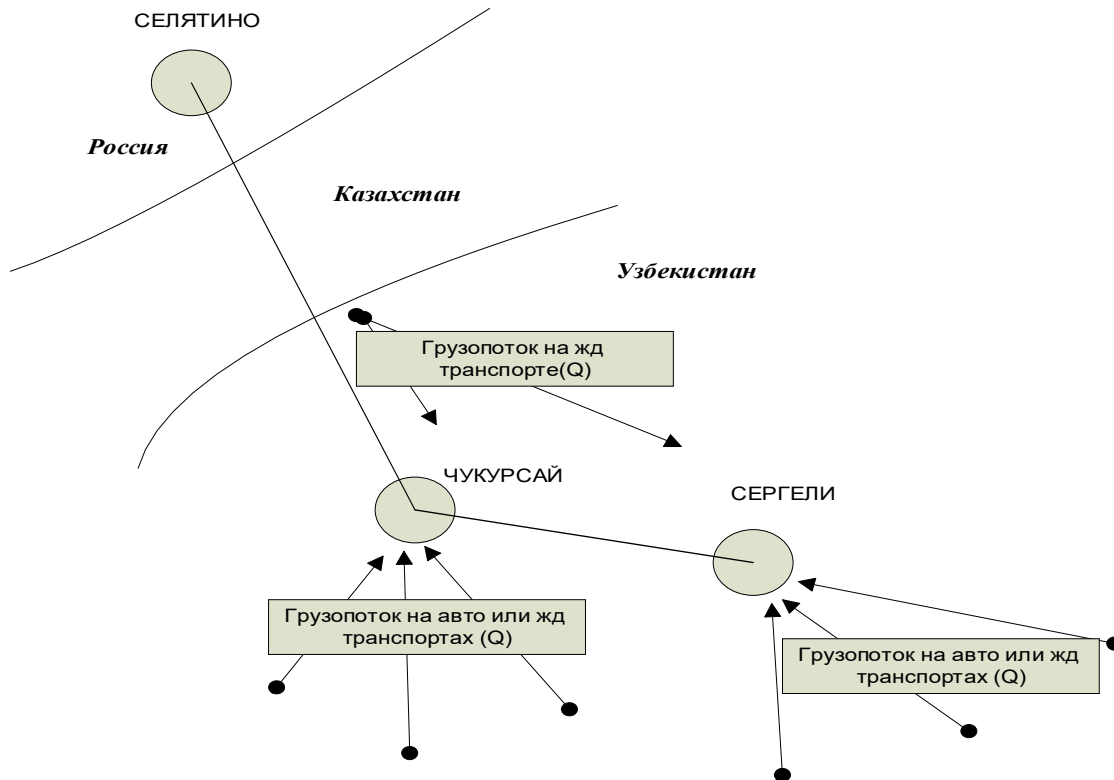 СЕЛЯТИНО
Россия
Казахстан
Узбекистан
Грузопоток на жд
транспорте(Q)
ЧУКУРСАЙ
СЕРГЕЛИ
Грузопоток на авто или жд
транспортах (Q)
Грузопоток на авто или жд
транспортах (Q)